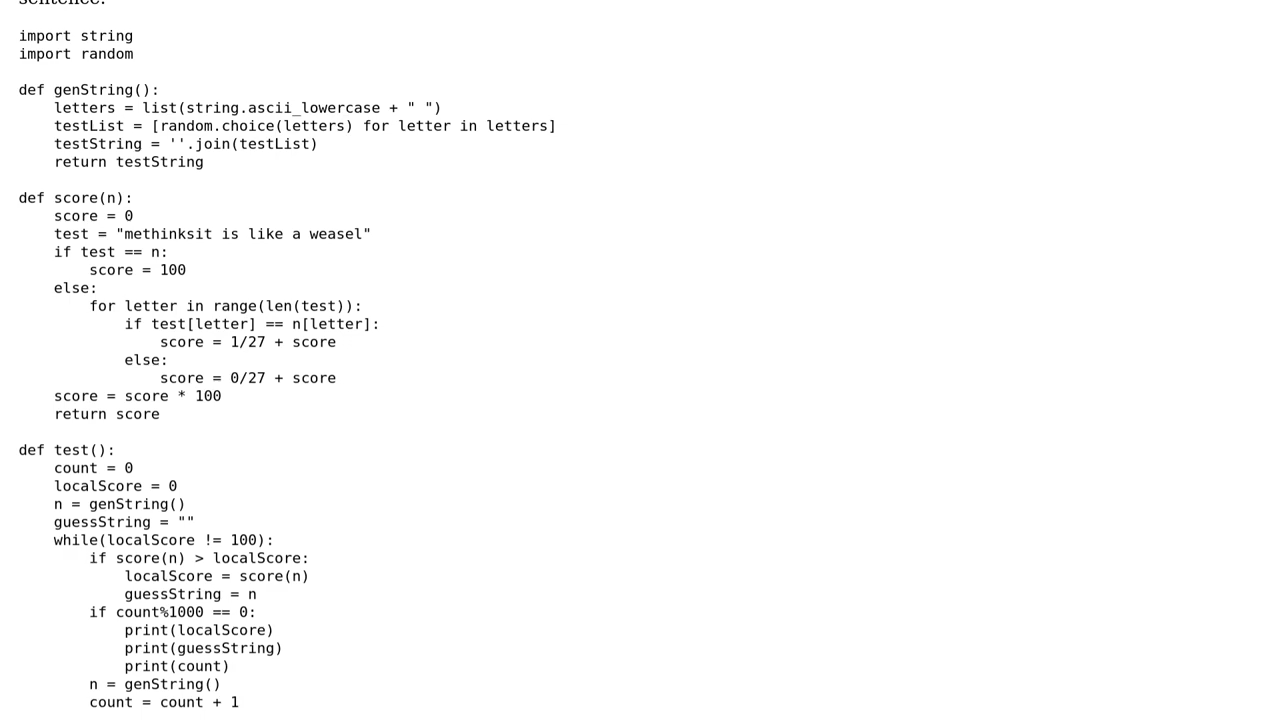 sentence.
import string
import random
def genString():
    letters = list(string.ascii_lowercase + " ")
    testList = [random.choice(letters) for letter in letters]
    testString = ''.join(testList)
    return testString
def score(n):
    score = 0
    test = "methinksit is like a weasel"
    if test == n:
        score = 100
    else:
        for letter in range(len(test)):
            if test[letter] == n[letter]:
                score = 1/27 + score
            else:
                score = 0/27 + score
    score = score * 100
    return score
def test():
    count = 0
    localScore = 0
    n = genString()
    guessString = ""
    while(localScore != 100):
        if score(n) > localScore:
            localScore = score(n)
            guessString = n
        if count%1000 == 0:
            print(localScore)
            print(guessString)
            print(count)
        n = genString()
        count = count + 1